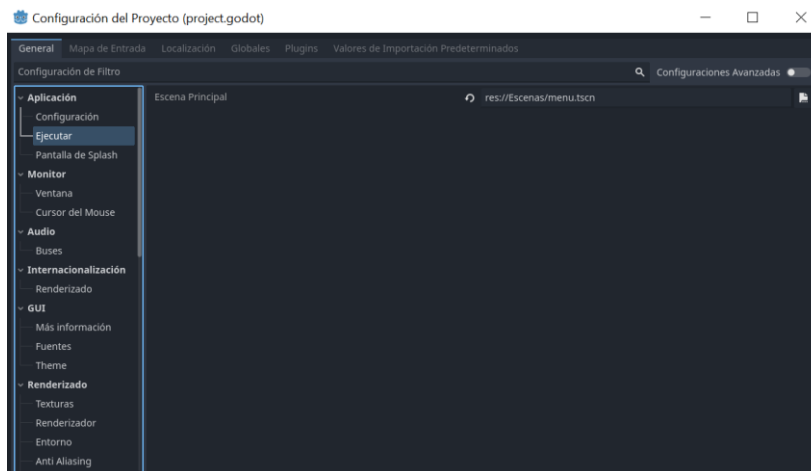 Configuración del Proyecto (project.godot)
General Mapa de Entrada Localización Globales Plugins Valores de Importación Predeterminados
Configuración de Filtro Configuraciones Avanzadas
Aplicación
Escena Principal res://Escenas/menu.tscn
Configuración
Ejecutar
Pantalla de Splash
Monitor
Ventana
Cursor del Mouse
Audio
Buses
Internacionalización
Renderizado
GUI
Más información
Fuentes
Theme
Renderizado
Texturas
Renderizador
Entorno
Anti Aliasing